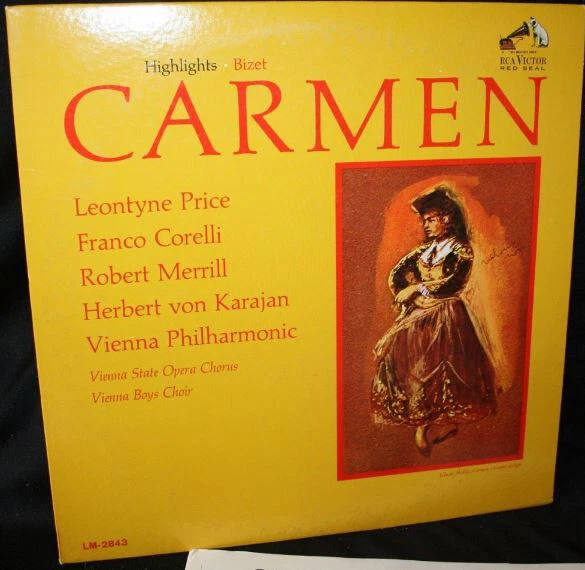 Highlights · Bizet
RCA VICTOR
RED SEAL
CARMEN
Leontyne Price
Franco Corelli
Robert Merrill
Herbert von Karajan
Vienna Philharmonic
Vienna State Opera Chorus
Vienna Boys Choir
LM-2843